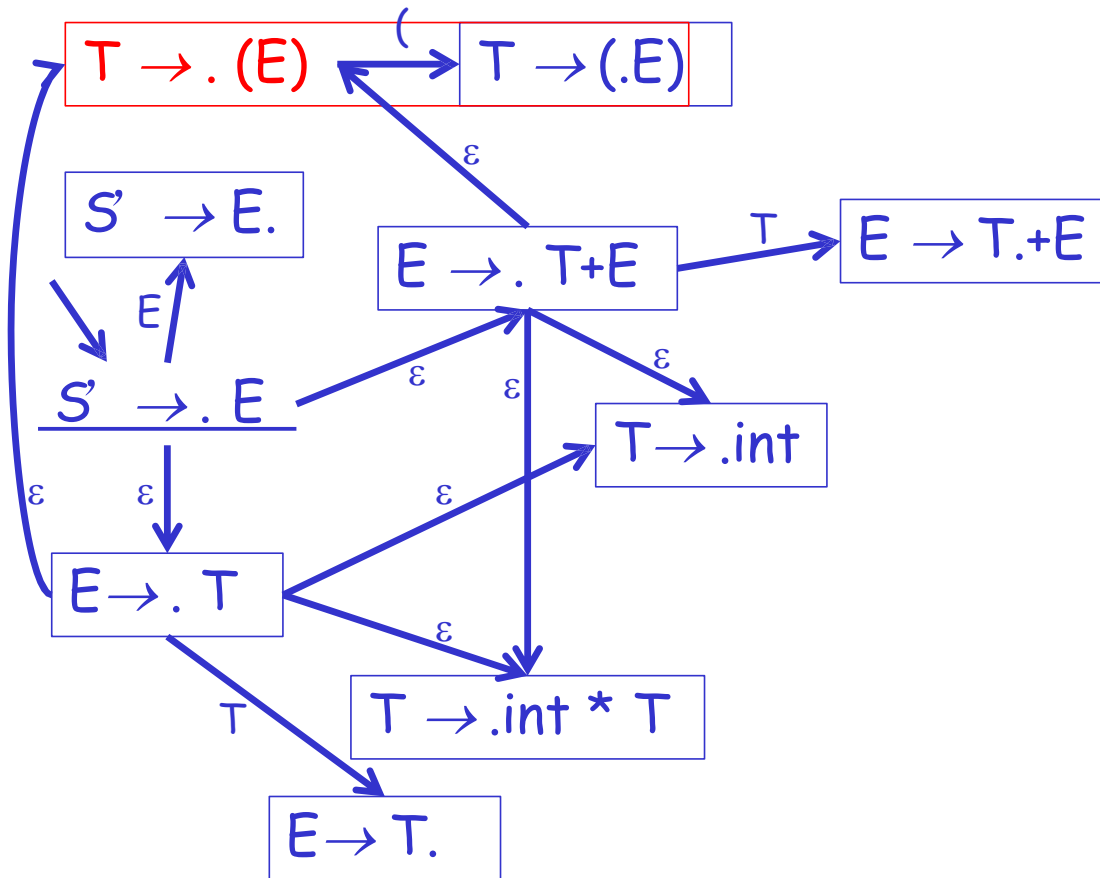 (
T → . (E)
T → (.E)
ε
S’ → E.
E → . T+E
T
E → T.+E
E
ε
ε
ε
S’ → . E
T → .int
ε
ε
ε
E → . T
ε
T → .int * T
T
E → T.